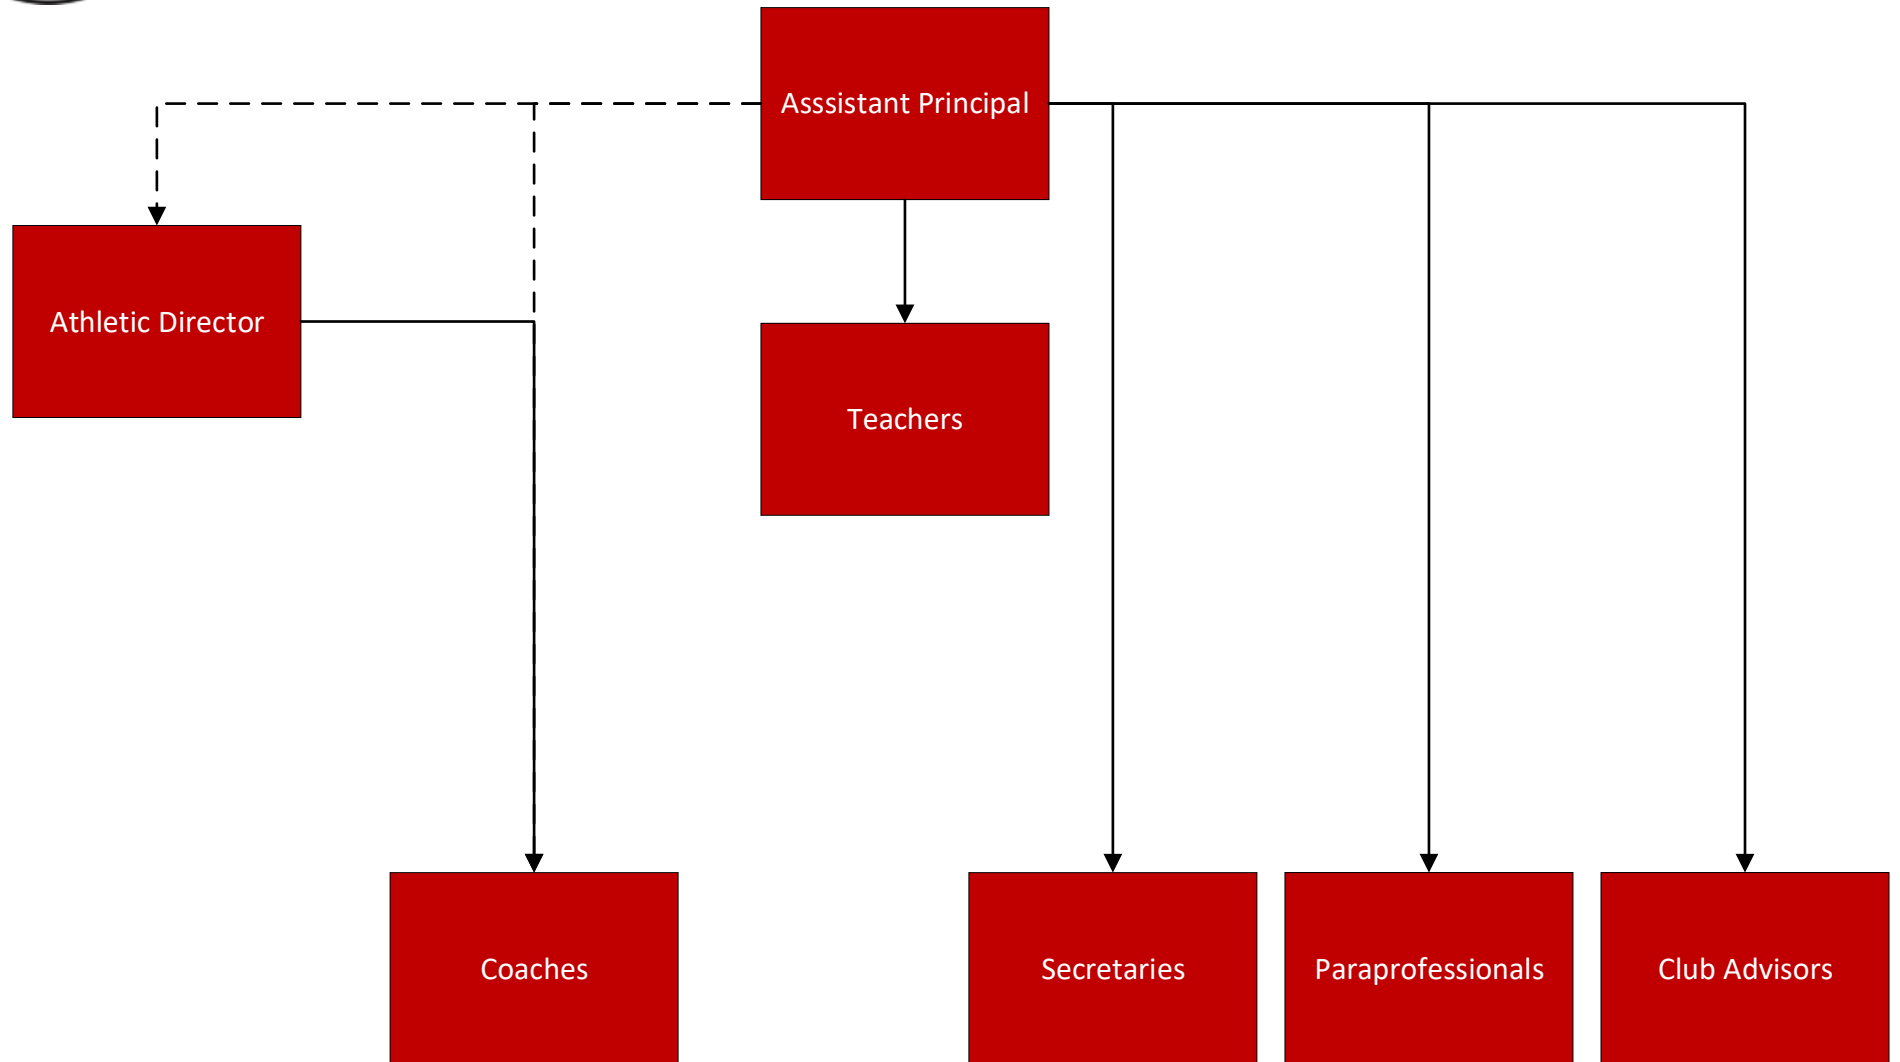 Asssistant Principal
Athletic Director
Teachers
Coaches
Secretaries
Paraprofessionals
Club Advisors